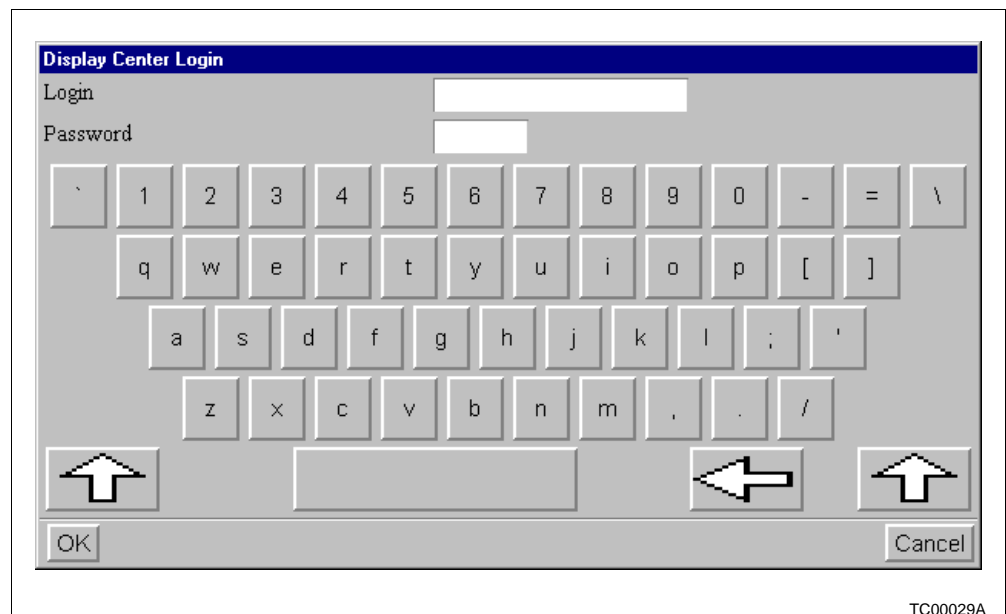 Display Center Login
Login
Password
` 1 2 3 4 5 6 7 8 9 0 - = \
q w e r t y u i o p [ ]
a s d f g h j k l ; '
z x c v b n m , . /
OK Cancel
TC00029A